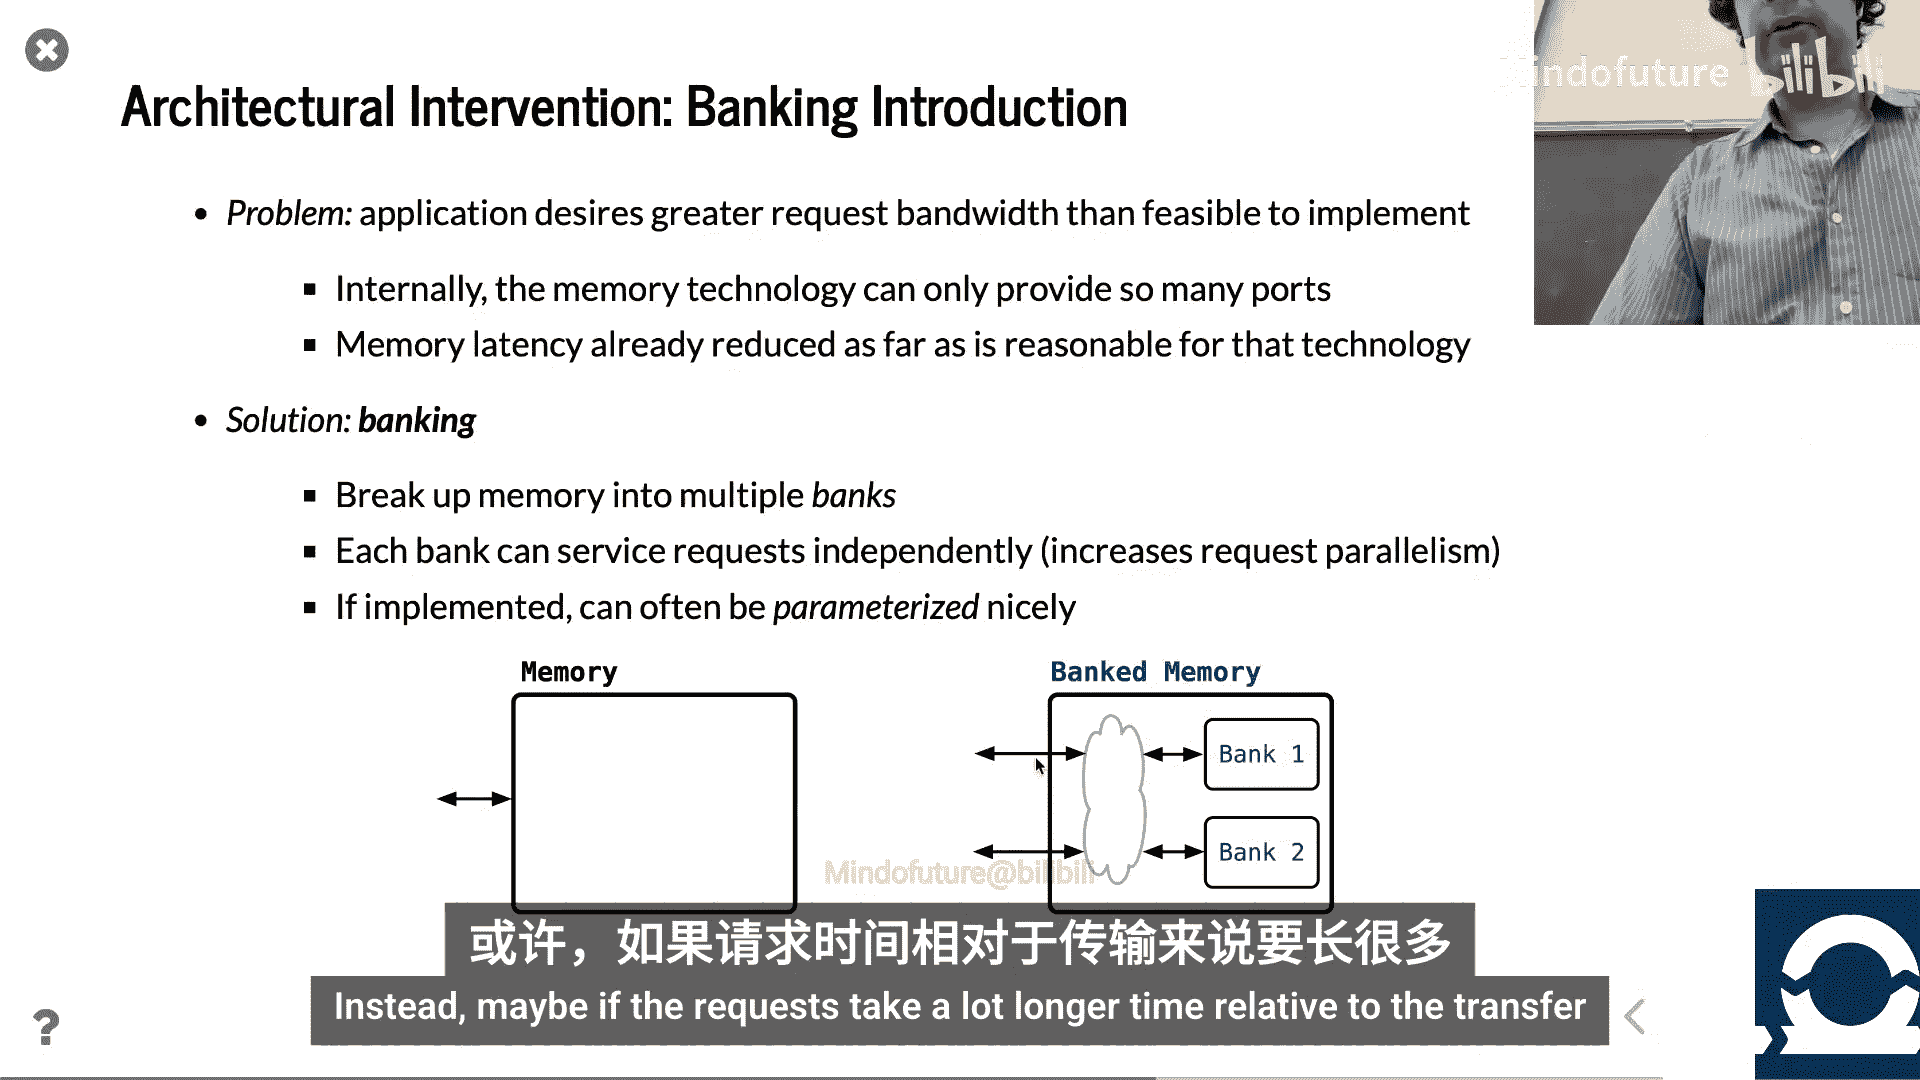 indofuture bilibili
Architectural Intervention: Banking Introduction
Problem: application desires greater request bandwidth than feasible to implement
Internally, the memory technology can only provide so many ports
Memory latency already reduced as far as is reasonable for that technology
Solution: banking
Break up memory into multiple banks
Each bank can service requests independently (increases request parallelism)
If implemented, can often be parameterized nicely
Memory
Banked Memory
Bank 1
Bank 2
Mindofuture@bilibili
或许，如果请求时间相对于传输来说要长很多
Instead, maybe if the requests take a lot longer time relative to the transfer
?